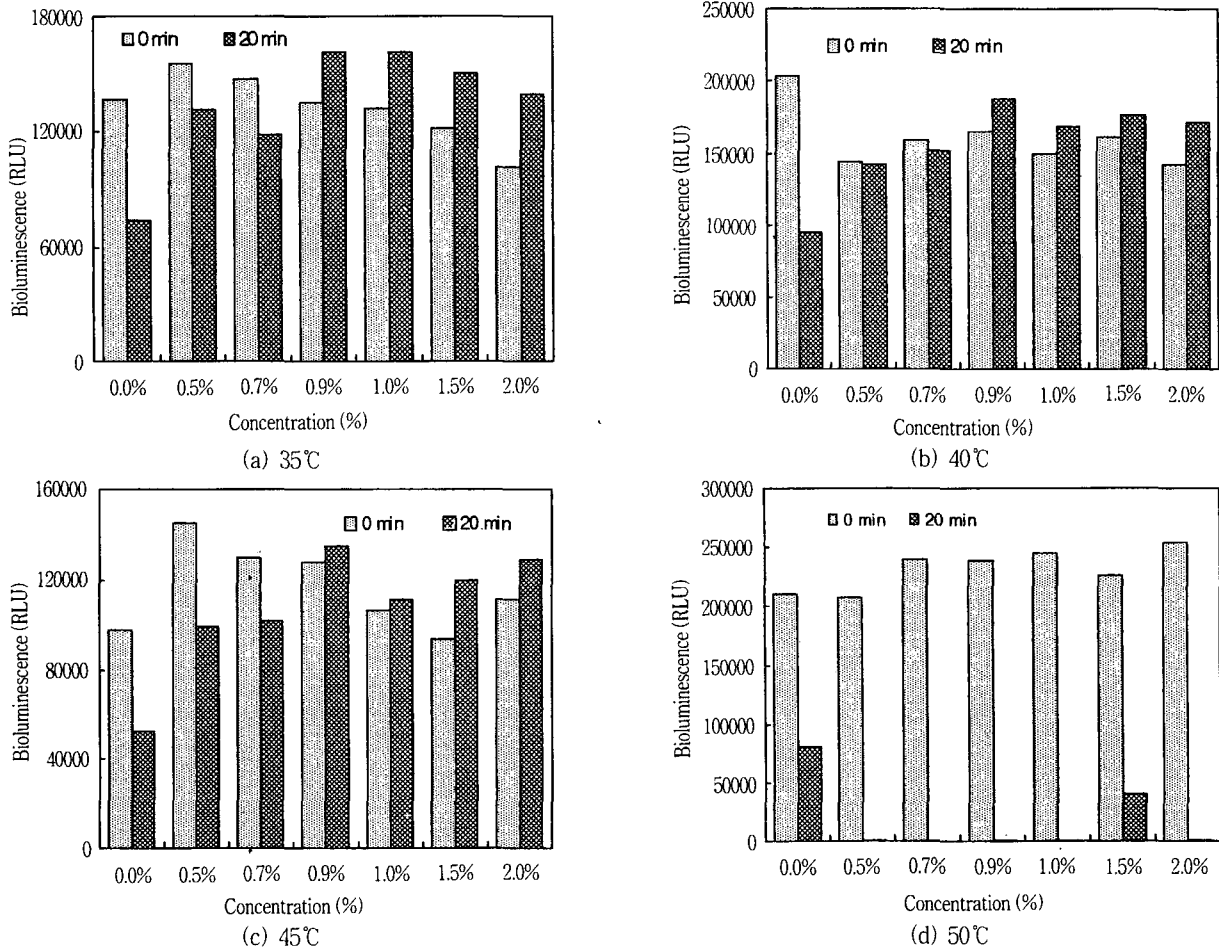 180000
120000
60000
0
Bioluminescence (RLU)
0 min 20 min
0.0% 0.5% 0.7% 0.9% 1.0% 1.5% 2.0%
Concentration (%)
(a) 35℃
250000
200000
150000
100000
50000
0
Bioluminescence (RLU)
0 min 20 min
0.0% 0.5% 0.7% 0.9% 1.0% 1.5% 2.0%
Concentration (%)
(b) 40℃
160000
120000
80000
40000
0
Bioluminescence (RLU)
0 min 20 min
0.0% 0.5% 0.7% 0.9% 1.0% 1.5% 2.0%
Concentration (%)
(c) 45℃
300000
250000
200000
150000
100000
50000
0
Bioluminescence (RLU)
0 min 20 min
0.0% 0.5% 0.7% 0.9% 1.0% 1.5% 2.0%
Concentration (%)
(d) 50℃